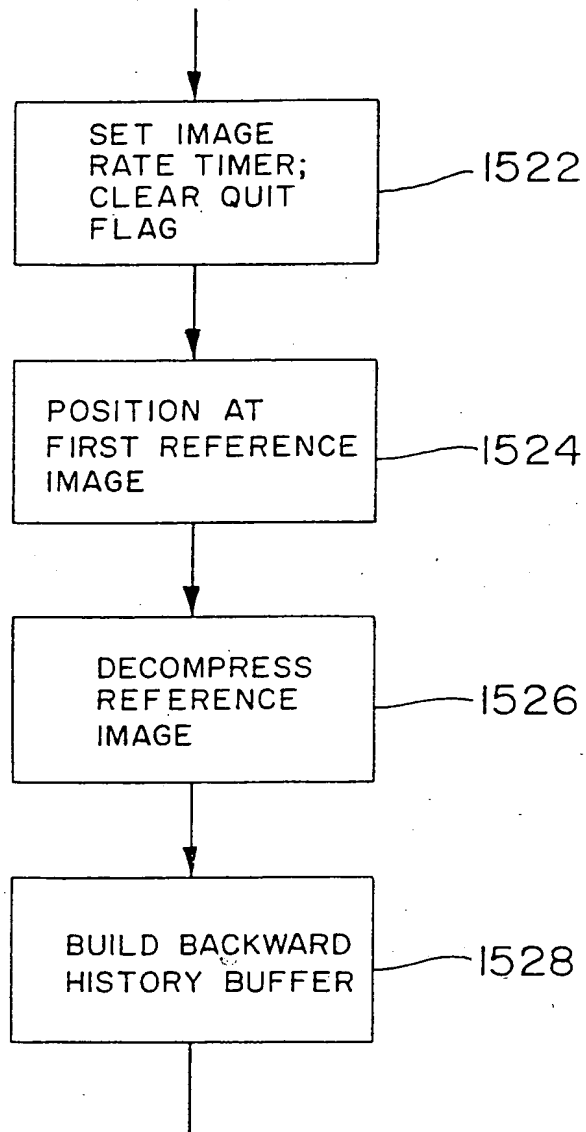 SET IMAGE
RATE TIMER;
CLEAR QUIT
FLAG
1522
POSITION AT
FIRST REFERENCE
IMAGE
1524
DECOMPRESS
REFERENCE
IMAGE
1526
BUILD BACKWARD
HISTORY BUFFER
1528